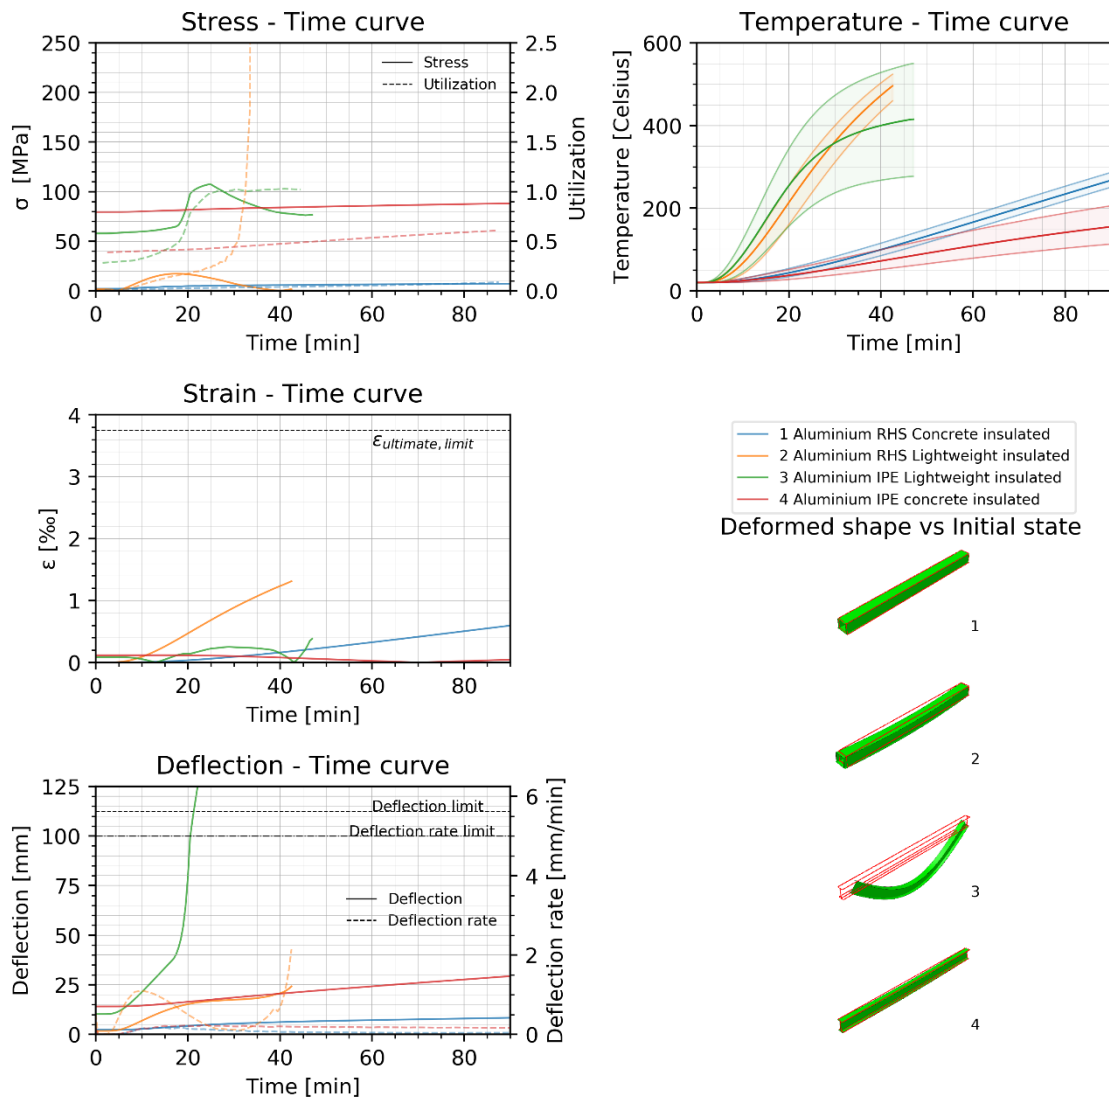 Stress - Time curve
250
200
150
100
50
0
σ [MPa]
Stress
Utilization
2.5
2.0
1.5
1.0
0.5
0.0
Utilization
0 20 40 60 80
Time [min]
Temperature - Time curve
600
400
200
0
Temperature [Celsius]
0 20 40 60 80
Time [min]
Strain - Time curve
4
3
2
1
0
ε [‰]
εultimate, limit
0 20 40 60 80
Time [min]
1 Aluminium RHS Concrete insulated
2 Aluminium RHS Lightweight insulated
3 Aluminium IPE Lightweight insulated
4 Aluminium IPE concrete insulated
Deformed shape vs Initial state
1
2
3
4
Deflection - Time curve
125
100
75
50
25
0
Deflection [mm]
Deflection limit
Deflection rate limit
Deflection
Deflection rate
6
4
2
0
Deflection rate [mm/min]
0 20 40 60 80
Time [min]